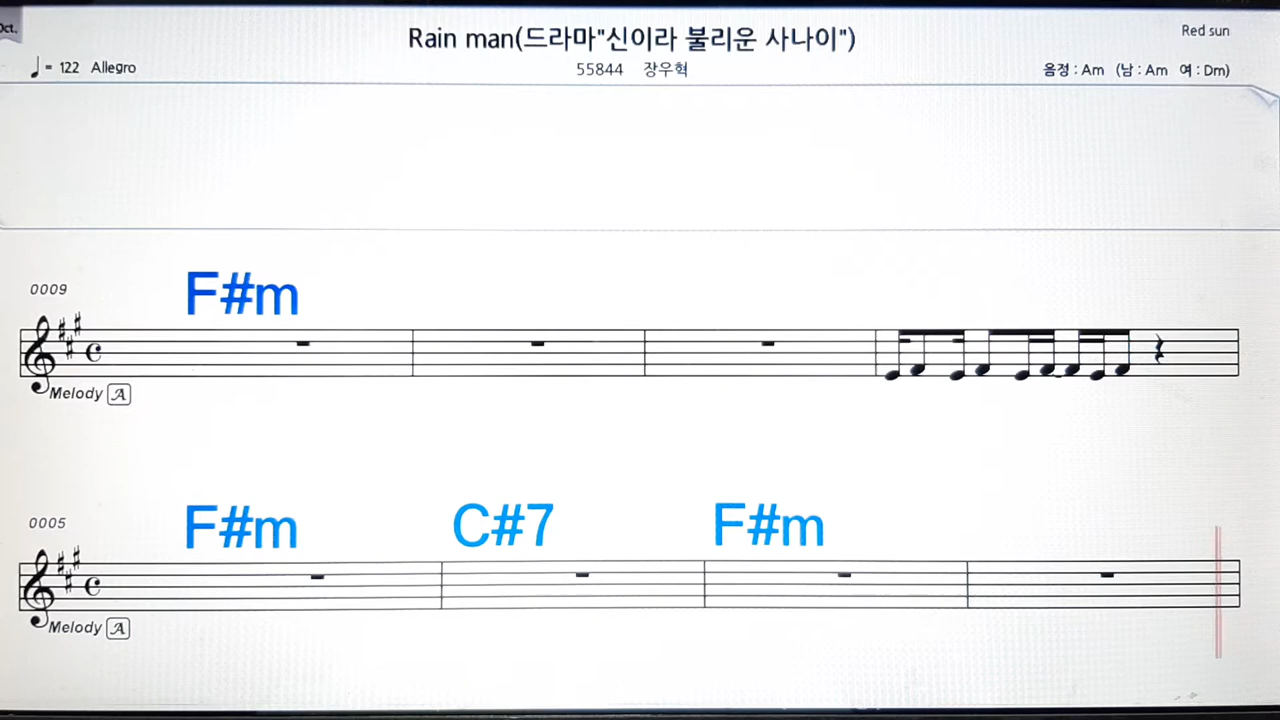 Oct.
Rain man(드라마"신이라 불리운 사나이")
Red sun
♩= 122 Allegro
55844 장우혁
음정 : Am (남 : Am 여 : Dm)
0009
F#m
Melody A
0005
F#m C#7 F#m
Melody A